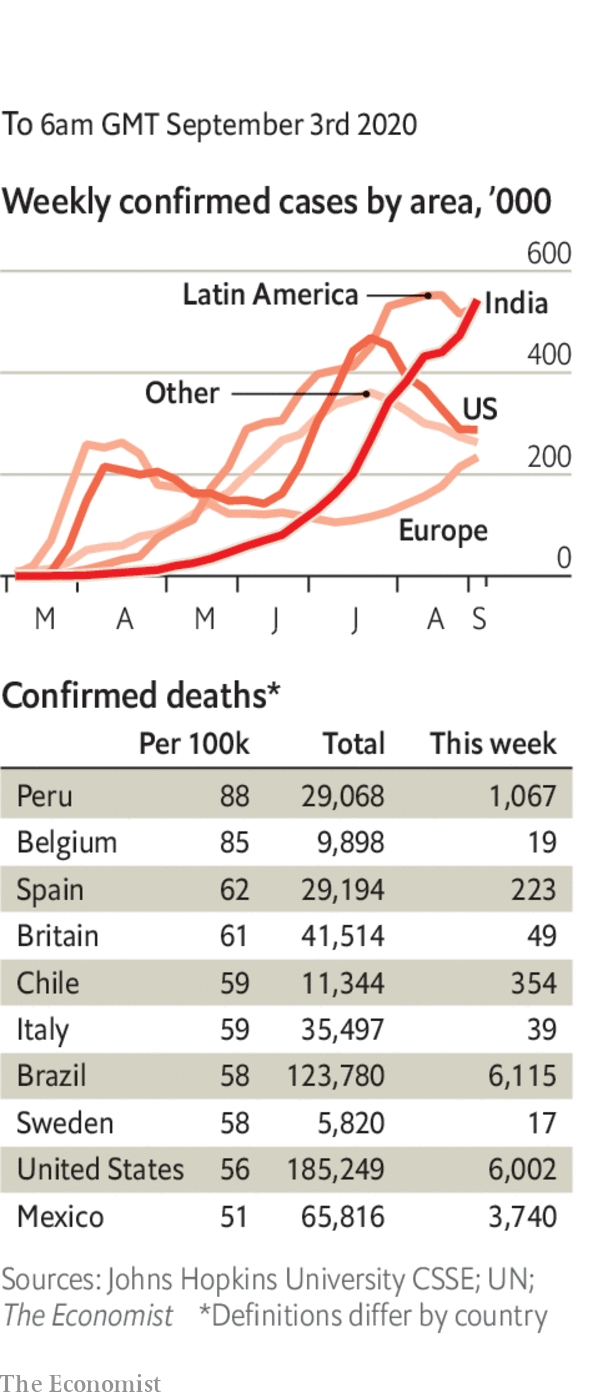 To 6am GMT September 3rd 2020
Weekly confirmed cases by area, ’000
600
Latin America
India
400
Other
US
200
Europe
0
M A M J J A S
Confirmed deaths*
Per 100k Total This week
Peru 88 29,068 1,067
Belgium 85 9,898 19
Spain 62 29,194 223
Britain 61 41,514 49
Chile 59 11,344 354
Italy 59 35,497 39
Brazil 58 123,780 6,115
Sweden 58 5,820 17
United States 56 185,249 6,002
Mexico 51 65,816 3,740
Sources: Johns Hopkins University CSSE; UN;
The Economist *Definitions differ by country
The Economist